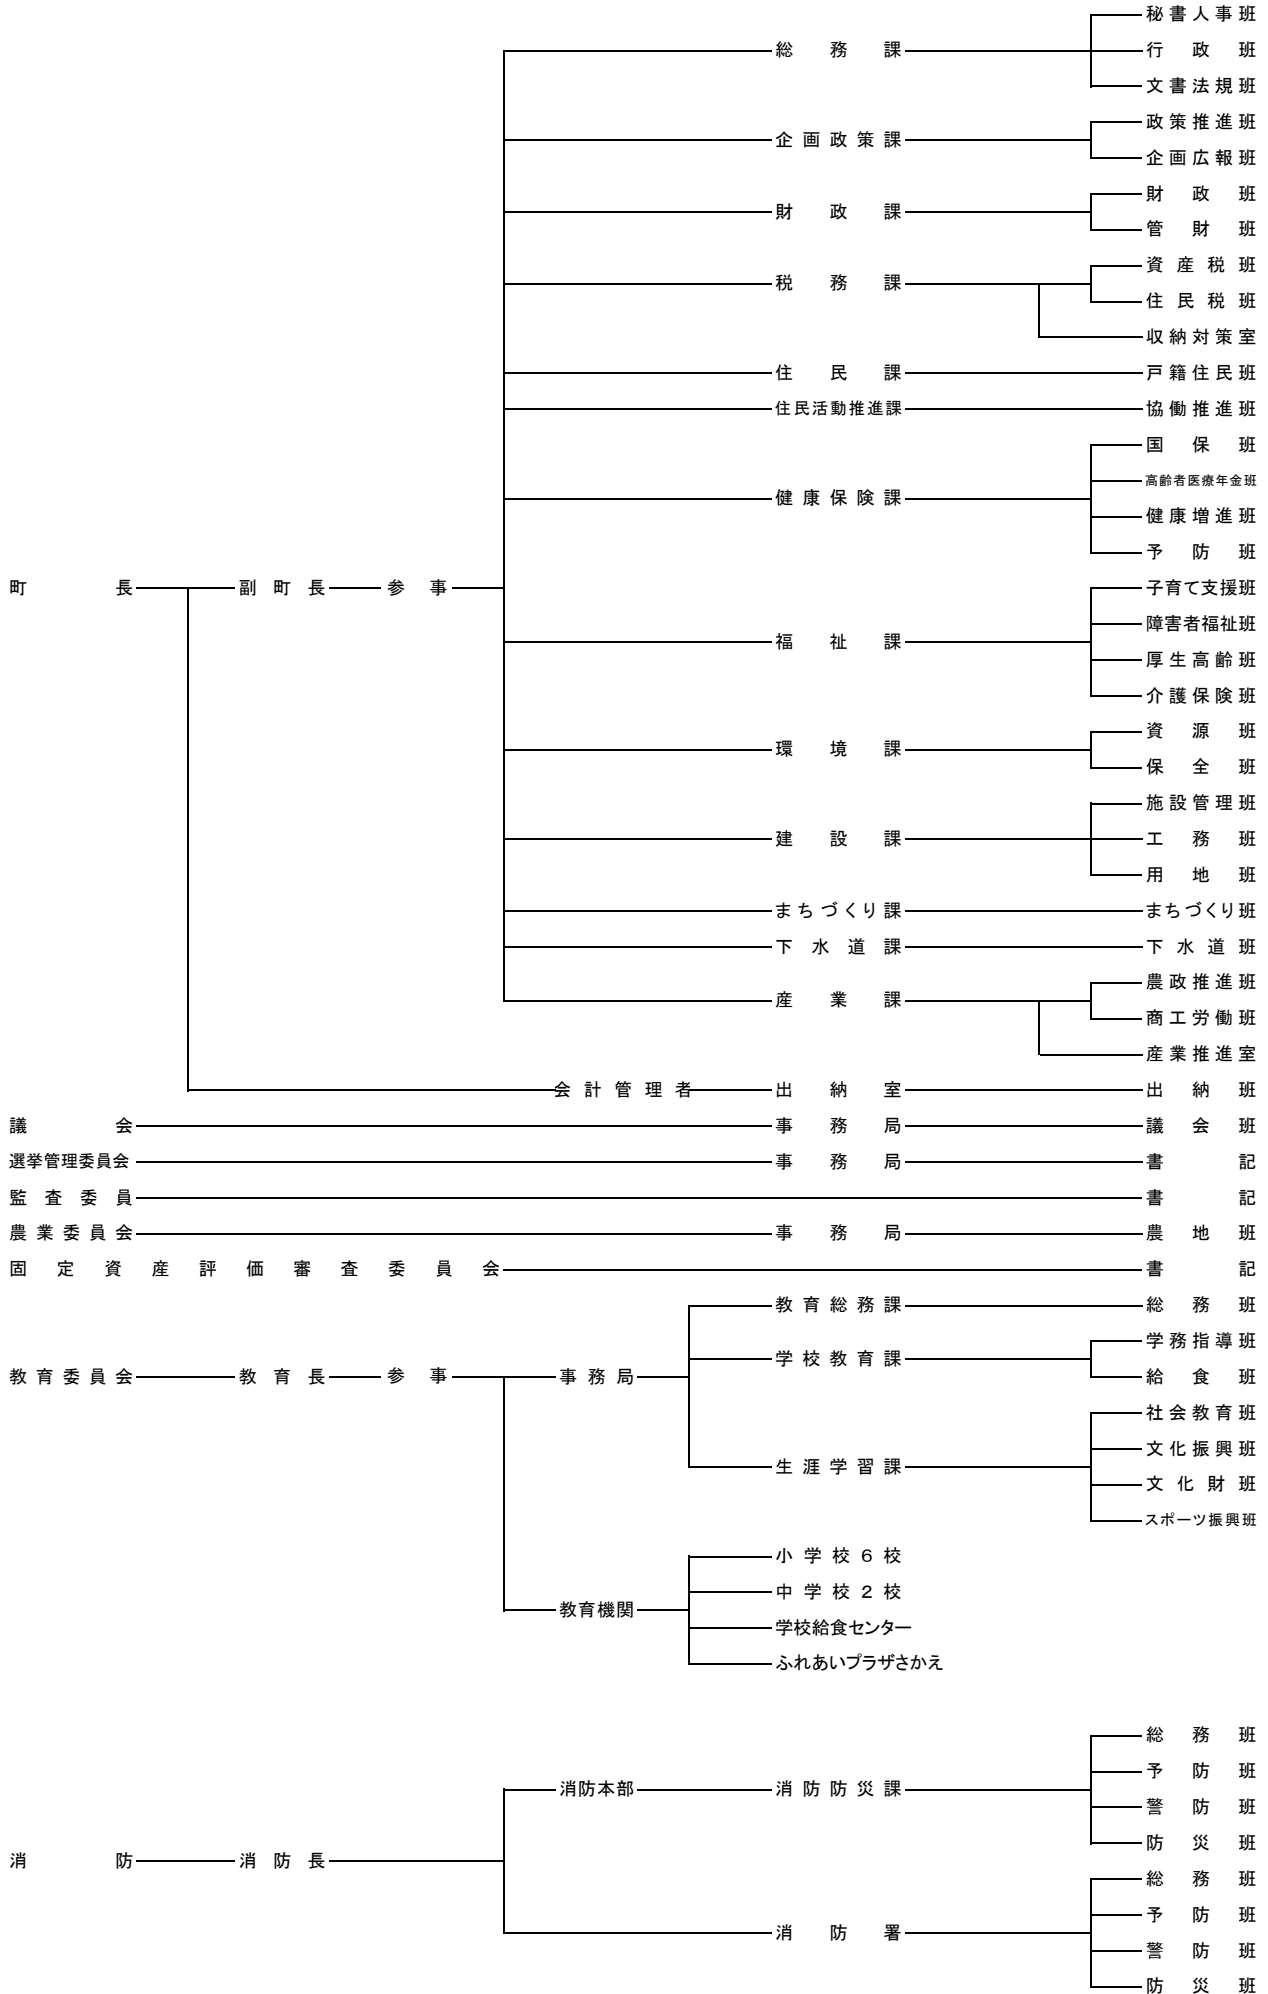 秘書人事班
総務課 行政班
文書法規班
政策推進班
企画政策課
企画広報班
財政班
財政課
管財班
資産税班
税務課
住民税班
収納対策室
住民課 戸籍住民班
住民活動推進課 協働推進班
国保班
高齢者医療年金班
健康保険課
健康増進班
予防班
町長 副町長 参事 子育て支援班
障害者福祉班
福祉課
厚生高齢班
介護保険班
資源班
環境課
保全班
施設管理班
建設課 工務班
用地班
まちづくり課 まちづくり班
下水道課 下水道班
農政推進班
産業課
商工労働班
産業推進室
会計管理者 出納室 出納班
議会 事務局 議会班
選挙管理委員会 事務局 書記
監査委員 書記
農業委員会 事務局 農地班
固定資産評価審査委員会 書記
教育総務課 総務班
学務指導班
学校教育課
教育委員会 教育長 参事 事務局 給食班
社会教育班
文化振興班
生涯学習課
文化財班
スポーツ振興班
小学校6校
中学校2校
教育機関
学校給食センター
ふれあいプラザさかえ
総務班
予防班
消防本部 消防防災課
警防班
防災班
消防 消防長
総務班
予防班
消防署
警防班
防災班